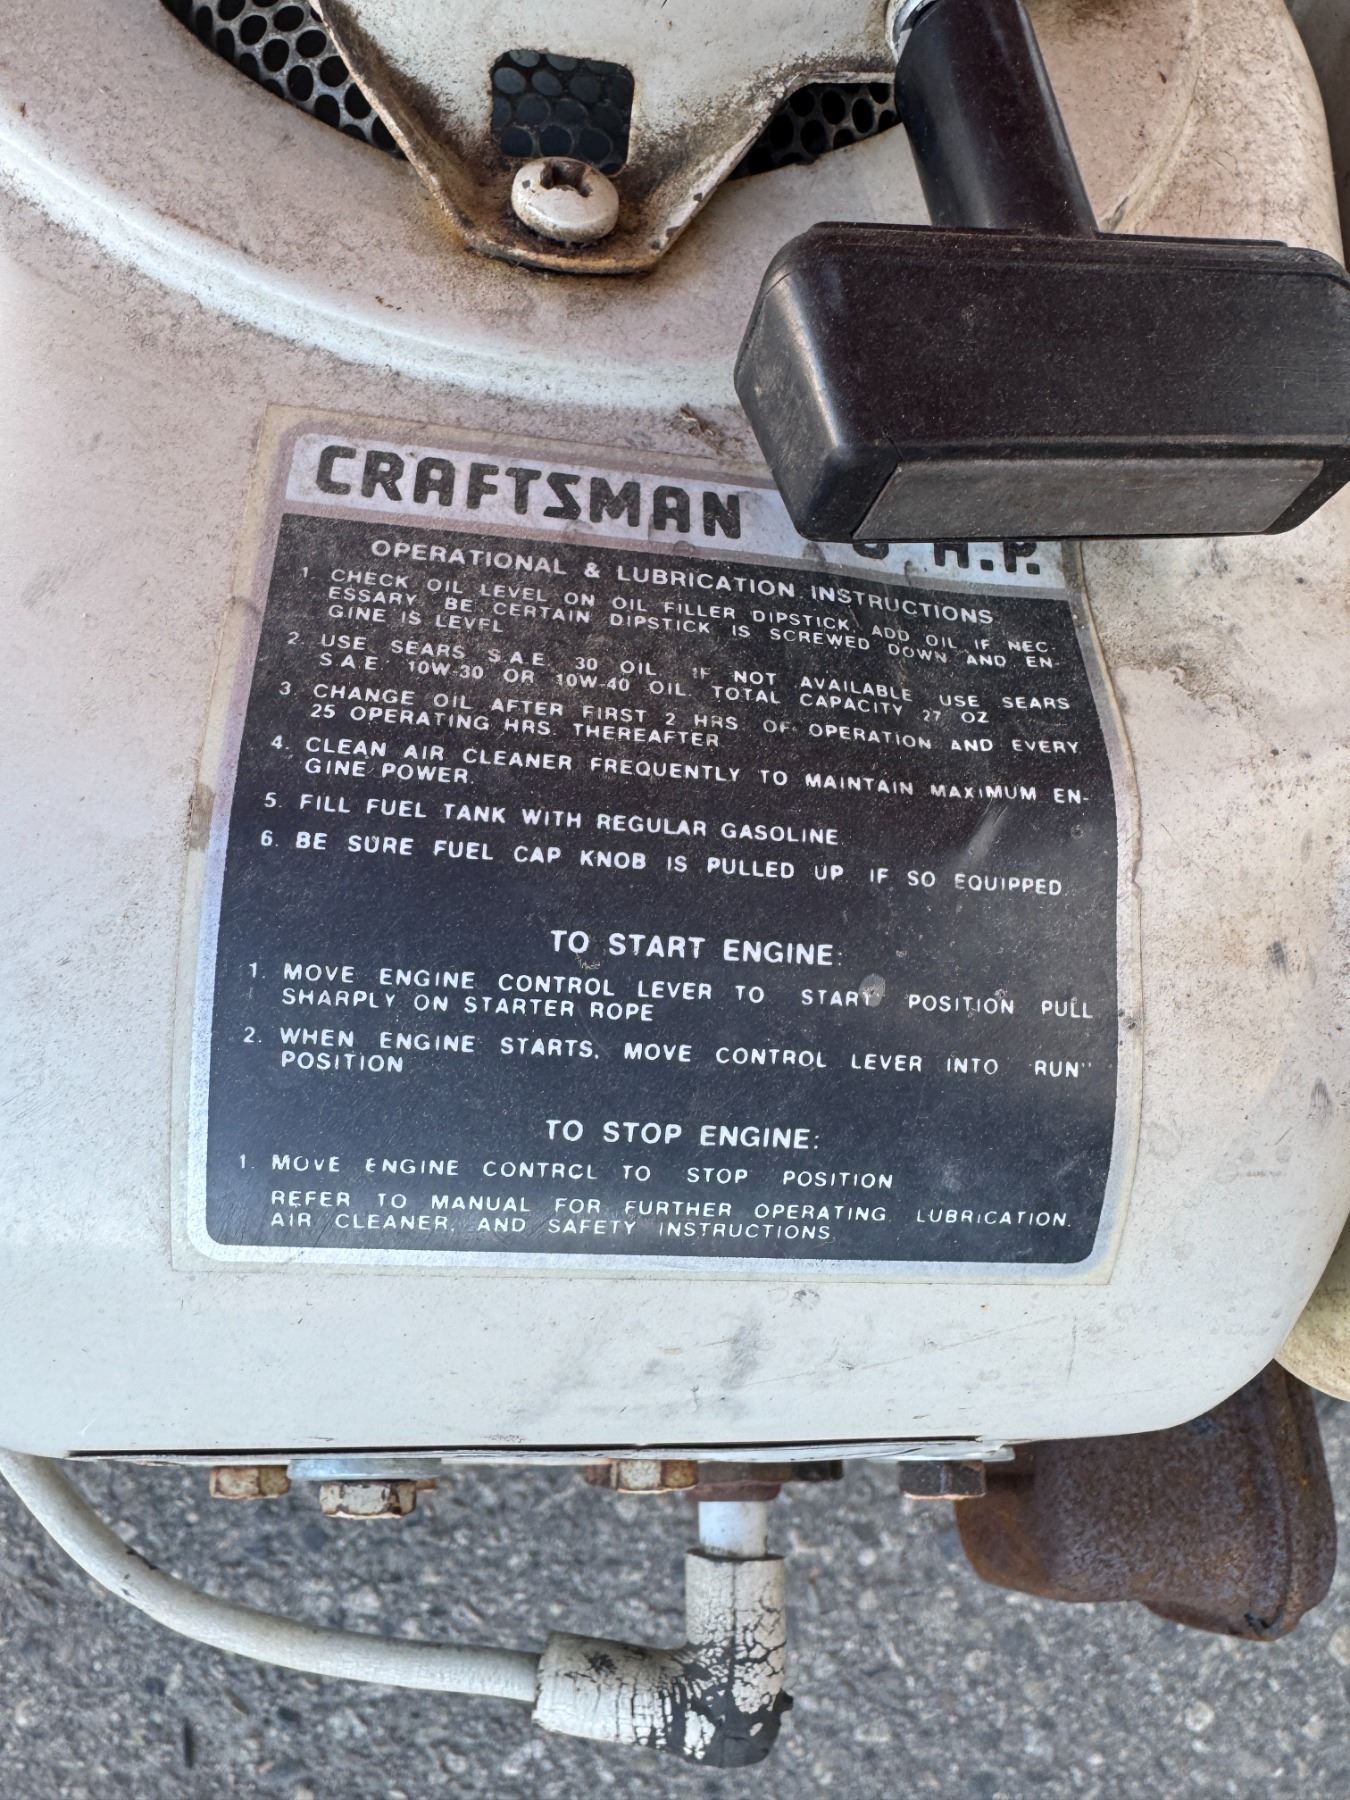 CRAFTSMAN H.P.
OPERATIONAL & LUBRICATION INSTRUCTIONS
1. CHECK OIL LEVEL ON OIL FILLER DIPSTICK, ADD OIL IF NEC-
ESSARY, BE CERTAIN DIPSTICK IS SCREWED DOWN AND EN-
GINE IS LEVEL
2. USE SEARS S.A.E. 30 OIL. IF NOT AVAILABLE USE SEARS
S.A.E. 10W-30 OR 10W-40 OIL. TOTAL CAPACITY 27 OZ
3. CHANGE OIL AFTER FIRST 2 HRS OF OPERATION AND EVERY
25 OPERATING HRS. THEREAFTER
4. CLEAN AIR CLEANER FREQUENTLY TO MAINTAIN MAXIMUM EN-
GINE POWER.
5. FILL FUEL TANK WITH REGULAR GASOLINE.
6. BE SURE FUEL CAP KNOB IS PULLED UP IF SO EQUIPPED.
TO START ENGINE:
1. MOVE ENGINE CONTROL LEVER TO START POSITION PULL
SHARPLY ON STARTER ROPE
2. WHEN ENGINE STARTS, MOVE CONTROL LEVER INTO "RUN"
POSITION
TO STOP ENGINE:
1. MOVE ENGINE CONTROL TO STOP POSITION
REFER TO MANUAL FOR FURTHER OPERATING, LUBRICATION,
AIR CLEANER, AND SAFETY INSTRUCTIONS